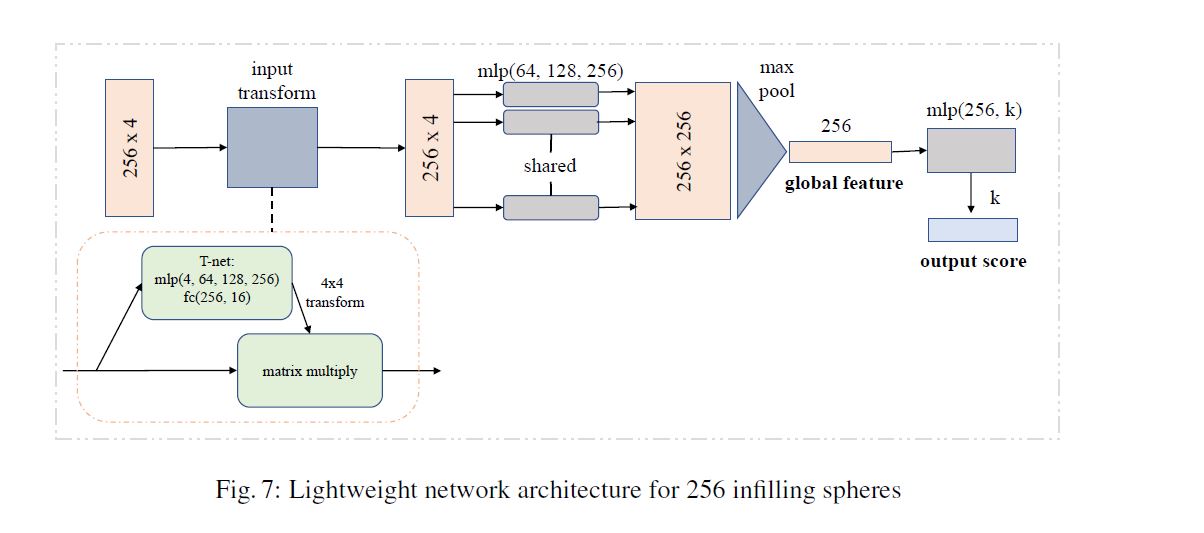 input
transform
256 x 4
256 x 4
mlp(64, 128, 256)
shared
256 x 256
max
pool
256
global feature
mlp(256, k)
k
output score
T-net:
mlp(4, 64, 128, 256)
fc(256, 16)
4x4
transform
matrix multiply
Fig. 7: Lightweight network architecture for 256 infilling spheres